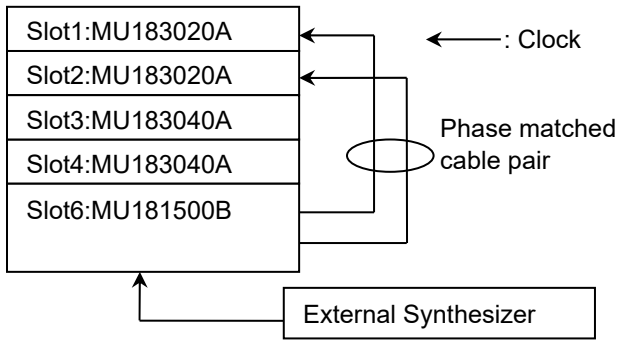 Slot1:MU183020A
Slot2:MU183020A
Slot3:MU183040A
Slot4:MU183040A
Slot6:MU181500B
: Clock
Phase matched
cable pair
External Synthesizer